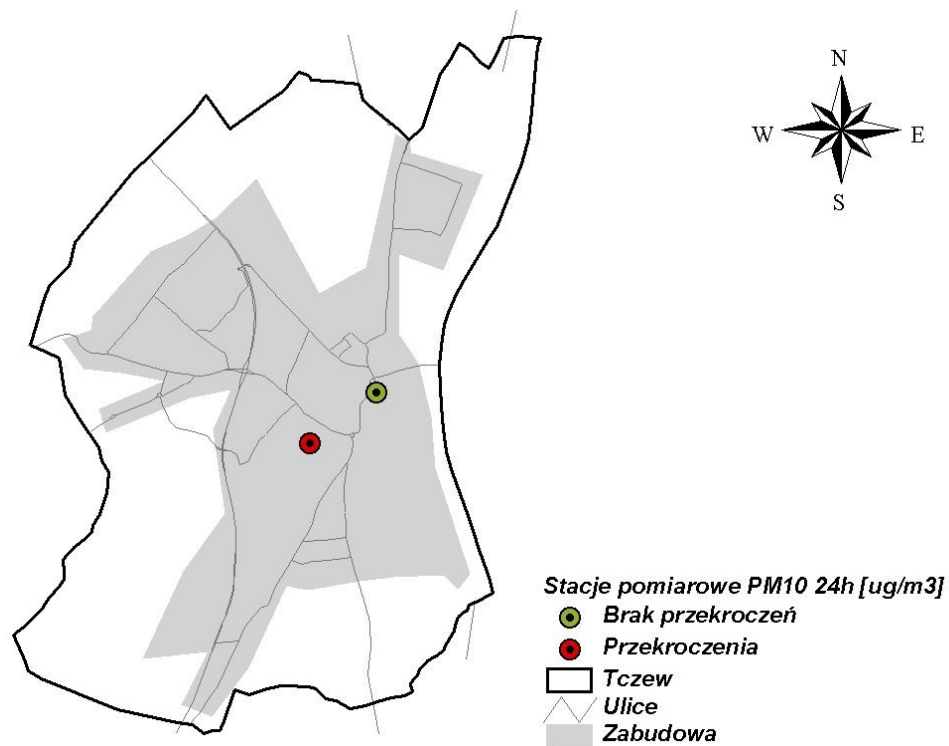 N
W E
S
Stacje pomiarowe PM10 24h [ug/m3]
Brak przekroczeń
Przekroczenia
Tczew
Ulice
Zabudowa